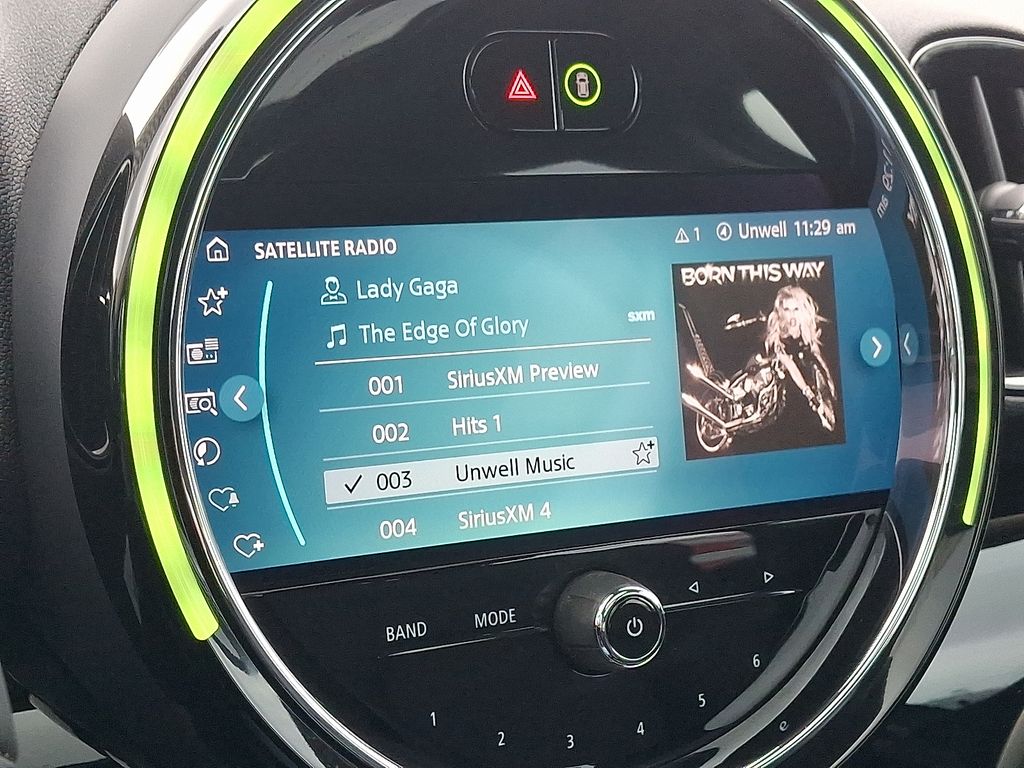 SATELLITE RADIO
1 Unwell 11:29 am
Lady Gaga
The Edge Of Glory
sxm
BORN THIS WAY
001 SiriusXM Preview
002 Hits 1
003 Unwell Music
004 SiriusXM 4
BAND MODE
1 2 3 4 5 6